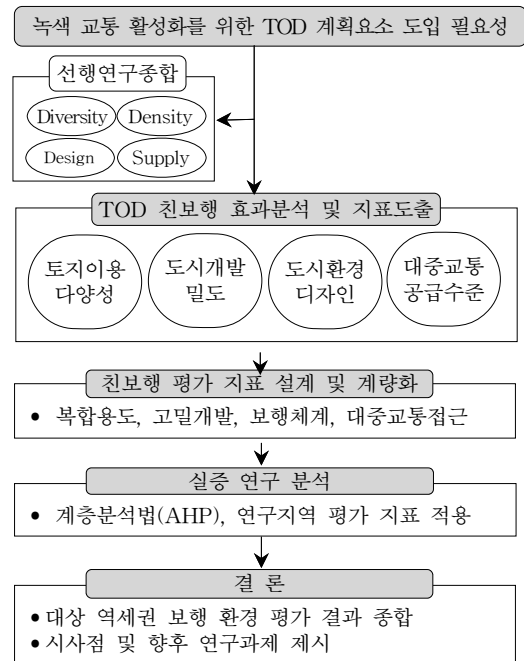 녹색 교통 활성화를 위한 TOD 계획요소 도입 필요성
선행연구종합
Diversity Density
Design Supply
TOD 친보행 효과분석 및 지표도출
토지이용 다양성
도시개발 밀도
도시환경 디자인
대중교통 공급수준
친보행 평가 지표 설계 및 계량화
• 복합용도, 고밀개발, 보행체계, 대중교통접근
실증 연구 분석
• 계층분석법(AHP), 연구지역 평가 지표 적용
결 론
•대상 역세권 보행 환경 평가 결과 종합
•시사점 및 향후 연구과제 제시